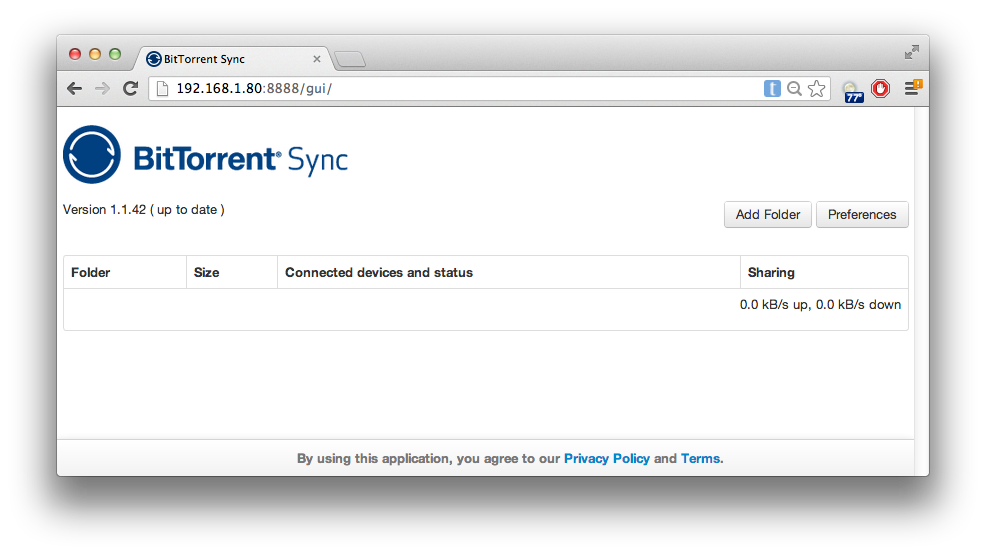 BitTorrent Sync
192.168.1.80:8888/gui/
77°
BitTorrent® Sync
Version 1.1.42 ( up to date )
Add Folder Preferences
Folder Size Connected devices and status Sharing
0.0 kB/s up, 0.0 kB/s down
By using this application, you agree to our Privacy Policy and Terms.